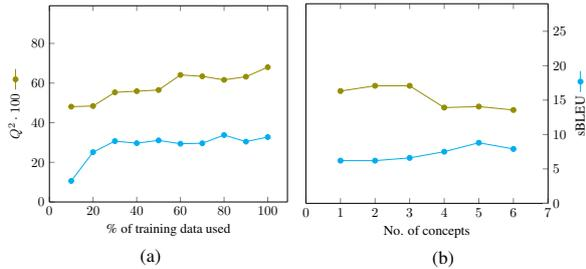 80
60
40
20
0
Q² · 100
0 20 40 60 80 100
% of training data used
(a)
25
20
15
10
5
0
sBLEU
0 1 2 3 4 5 6 7
No. of concepts
(b)